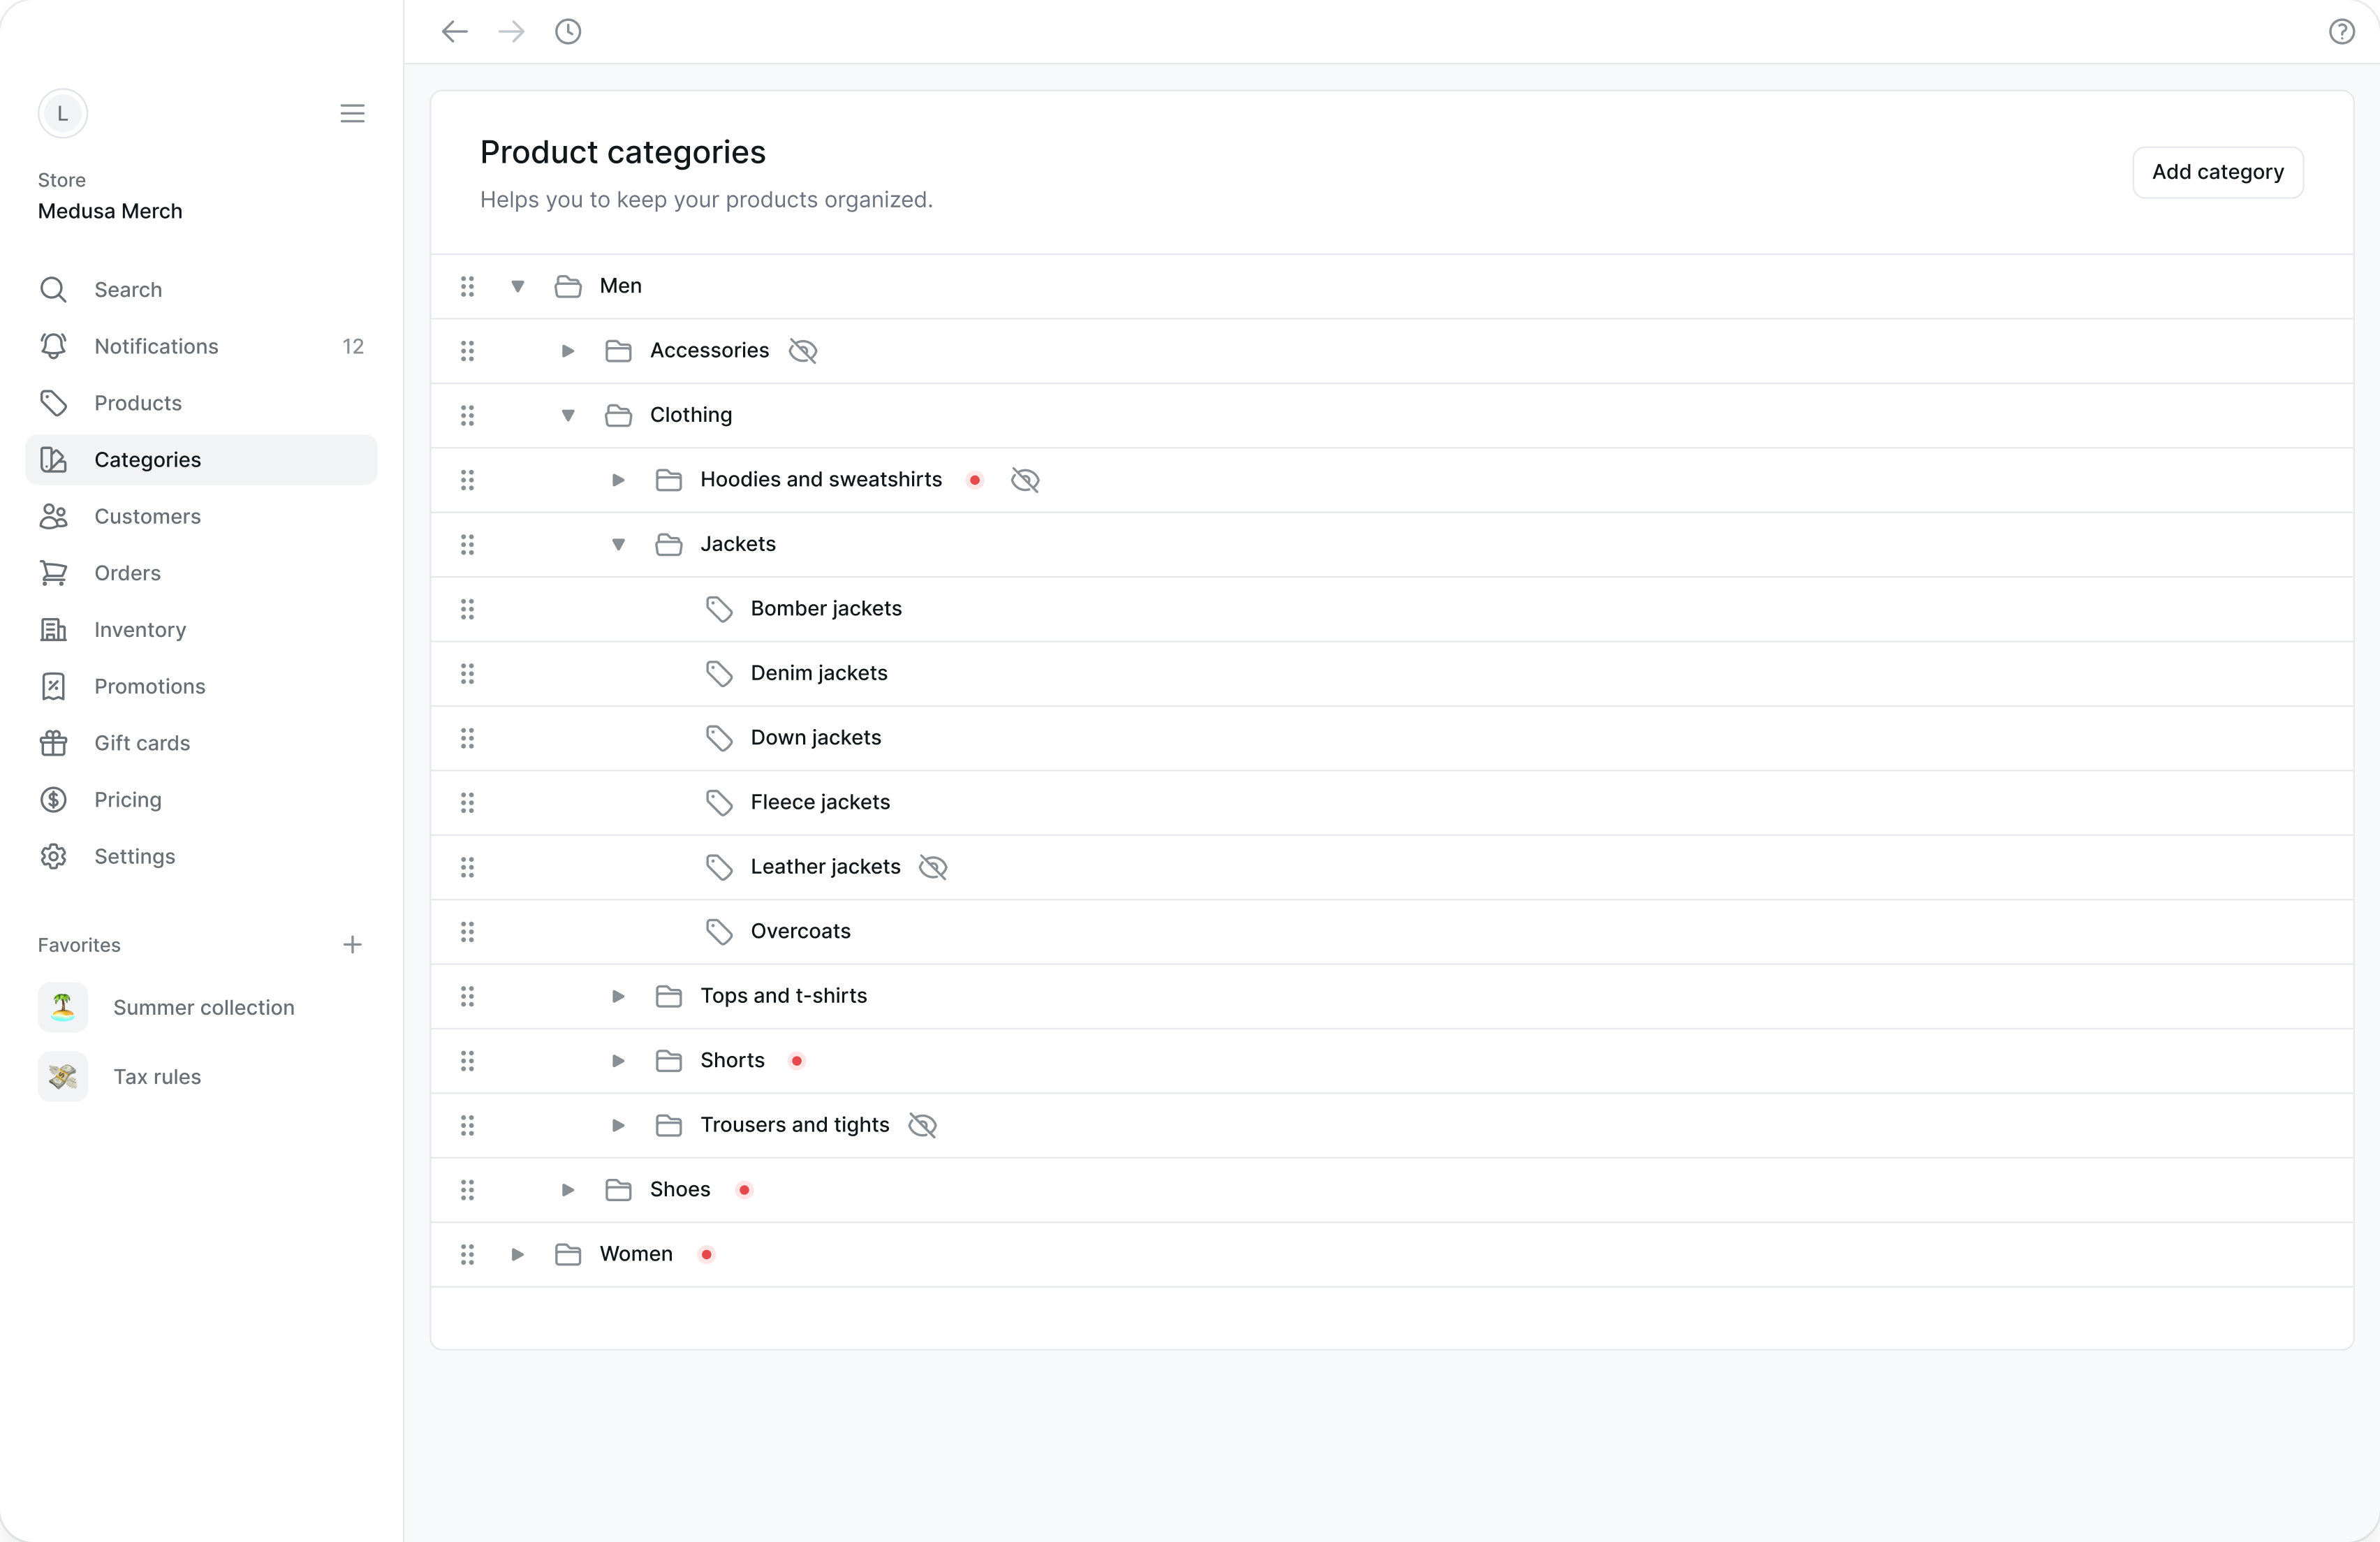 L
Store
Medusa Merch
Search
Notifications 12
Products
Categories
Customers
Orders
Inventory
Promotions
Gift cards
Pricing
Settings
Favorites
Summer collection
Tax rules
Product categories
Helps you to keep your products organized.
Add category
Men
Accessories
Clothing
Hoodies and sweatshirts
Jackets
Bomber jackets
Denim jackets
Down jackets
Fleece jackets
Leather jackets
Overcoats
Tops and t-shirts
Shorts
Trousers and tights
Shoes
Women